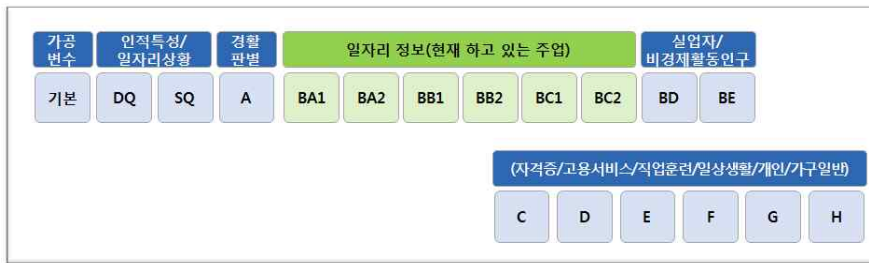 가공
변수
인적특성/
일자리상황
경활
판별
일자리 정보(현재 하고 있는 주업)
실업자/
비경제활동인구
기본
DQ
SQ
A
BA1
BA2
BB1
BB2
BC1
BC2
BD
BE
(자격증/고용서비스/직업훈련/일상생활/개인/가구일반)
C
D
E
F
G
H